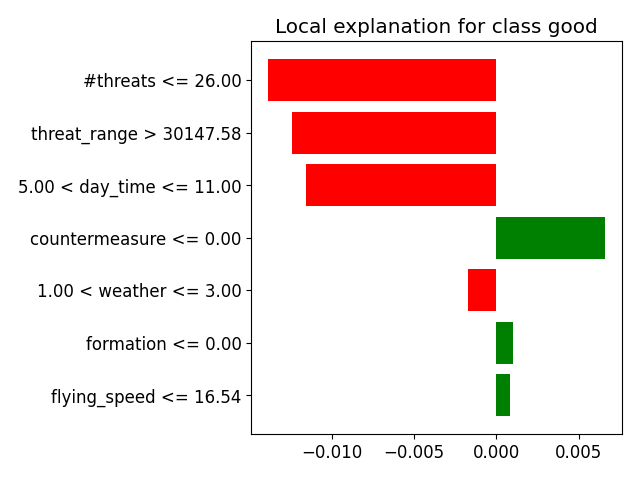 Local explanation for class good
#threats <= 26.00
threat_range > 30147.58
5.00 < day_time <= 11.00
countermeasure <= 0.00
1.00 < weather <= 3.00
formation <= 0.00
flying_speed <= 16.54
−0.010 −0.005 0.000 0.005